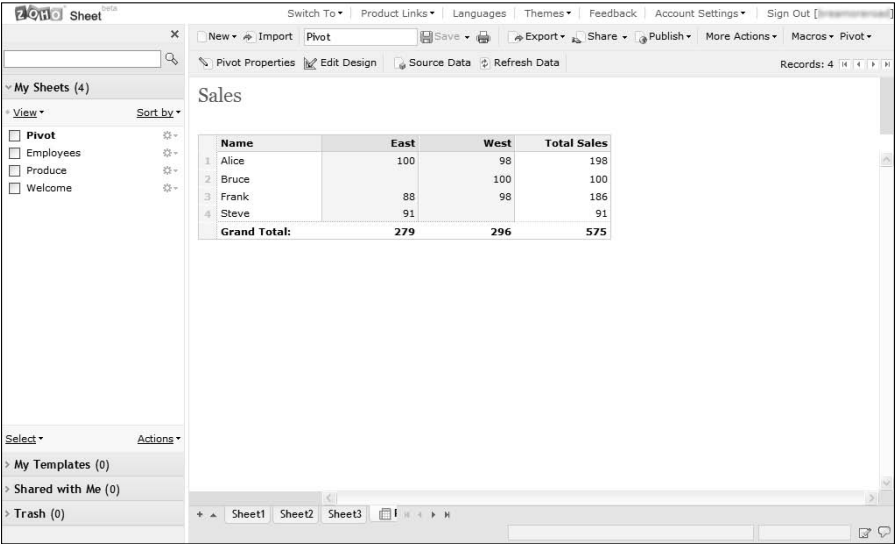 ZOHO Sheet beta
Switch To Product Links Languages Themes Feedback Account Settings Sign Out [
New Import Pivot Save Export Share Publish More Actions Macros Pivot
Pivot Properties Edit Design Source Data Refresh Data Records: 4
My Sheets (4)
View Sort by
Pivot
Employees
Produce
Welcome
Select Actions
My Templates (0)
Shared with Me (0)
Trash (0)
Sales
Name East West Total Sales
1 Alice 100 98 198
2 Bruce 100 100
3 Frank 88 98 186
4 Steve 91 91
Grand Total: 279 296 575
Sheet1 Sheet2 Sheet3